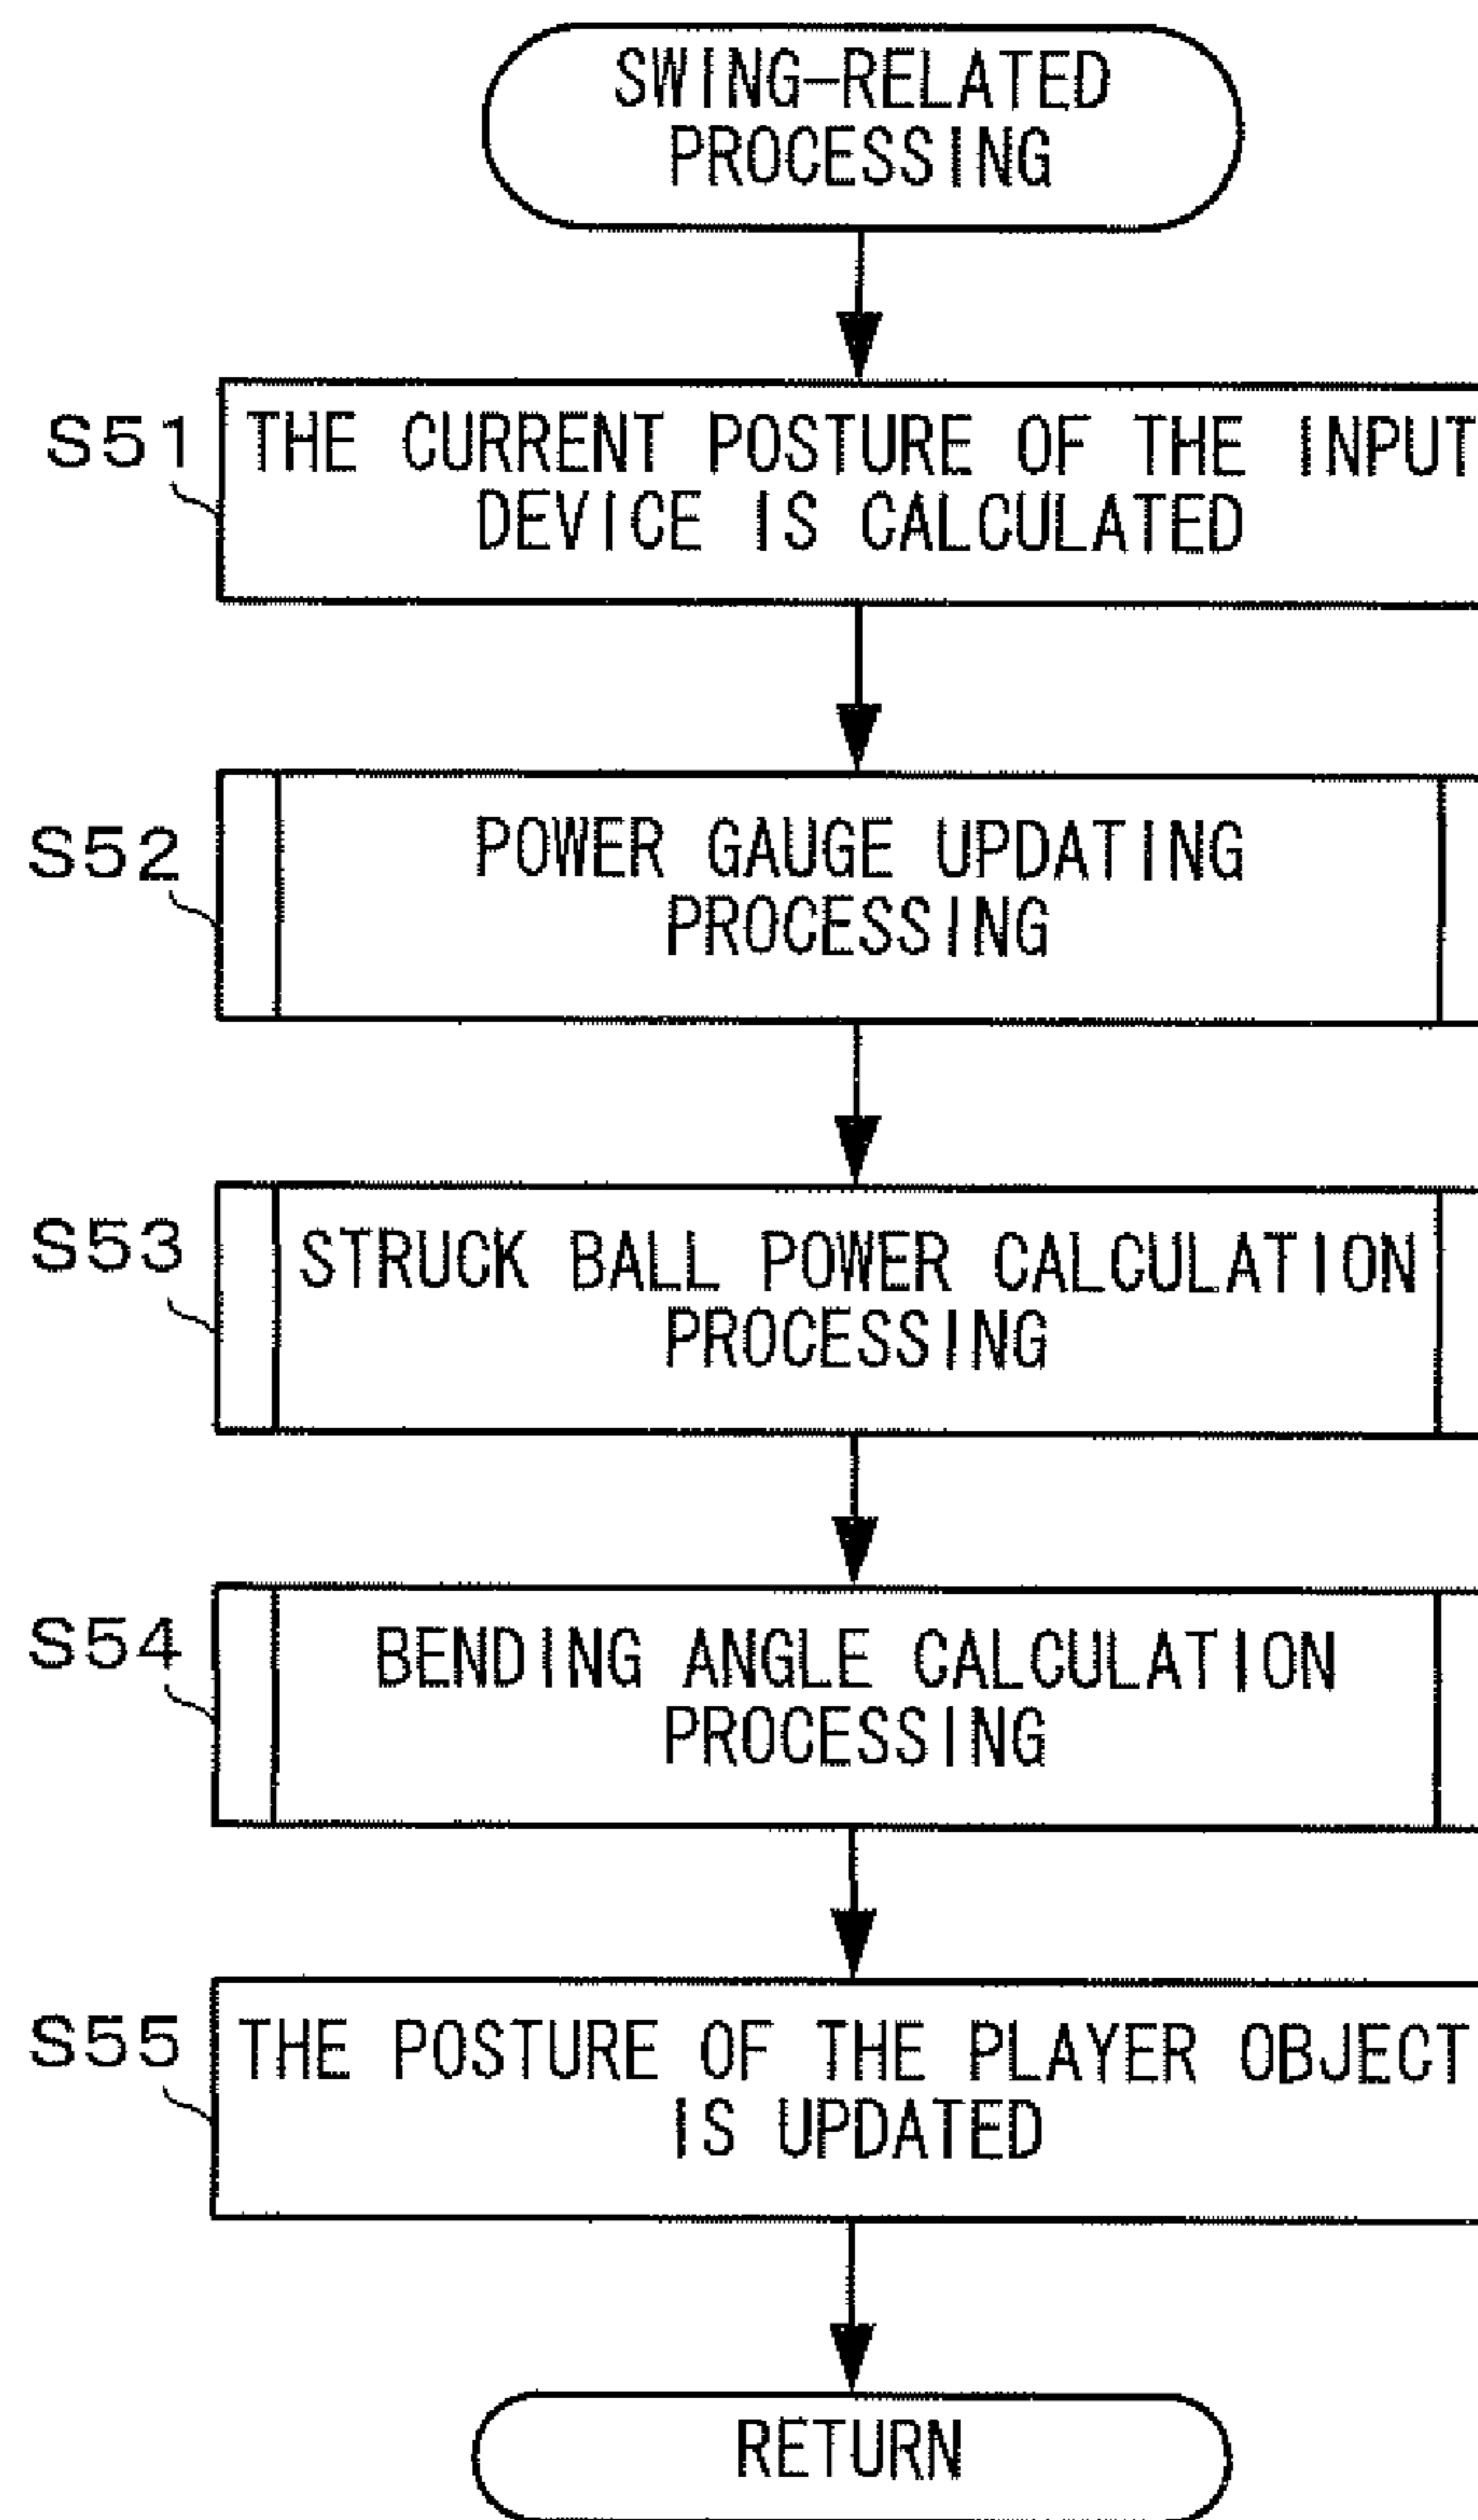 SWING-RELATED
PROCESSING
S51
THE CURRENT POSTURE OF THE INPUT
DEVICE IS CALCULATED
S52
POWER GAUGE UPDATING
PROCESSING
S53
STRUCK BALL POWER CALCULATION
PROCESSING
S54
BENDING ANGLE CALCULATION
PROCESSING
S55
THE POSTURE OF THE PLAYER OBJECT
IS UPDATED
RETURN